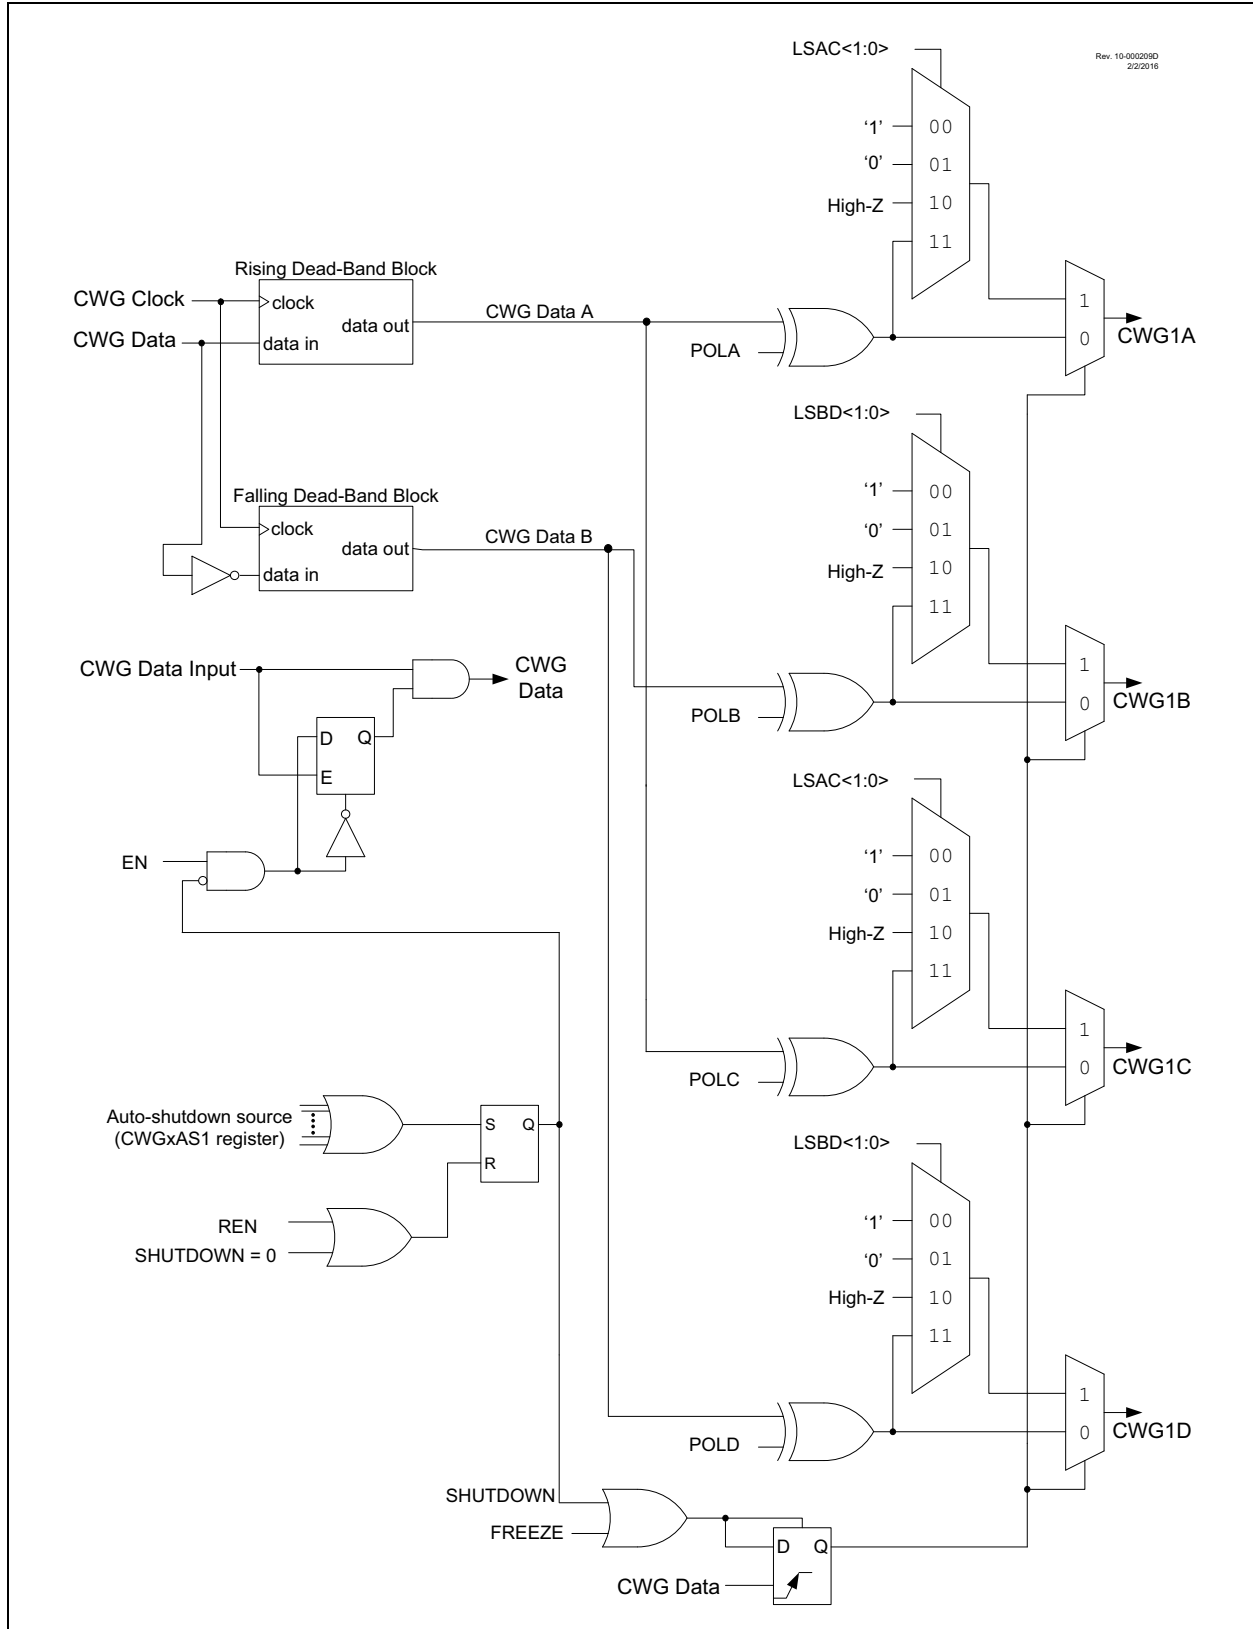 LSAC<1:0>
Rev. 10-000209D
2/2/2016
'1'
00
'0'
01
High-Z
10
11
Rising Dead-Band Block
CWG Clock
clock
CWG Data
data in
data out
CWG Data A
POLA
1
0
CWG1A
LSBD<1:0>
'1'
00
'0'
01
High-Z
10
11
Falling Dead-Band Block
clock
data out
data in
CWG Data B
CWG Data Input
CWG
Data
POLB
1
0
CWG1B
D
Q
E
EN
LSAC<1:0>
'1'
00
'0'
01
High-Z
10
11
POLC
1
0
CWG1C
Auto-shutdown source
(CWGxAS1 register)
S
Q
R
REN
SHUTDOWN = 0
LSBD<1:0>
'1'
00
'0'
01
High-Z
10
11
POLD
1
0
CWG1D
SHUTDOWN
FREEZE
D
Q
CWG Data